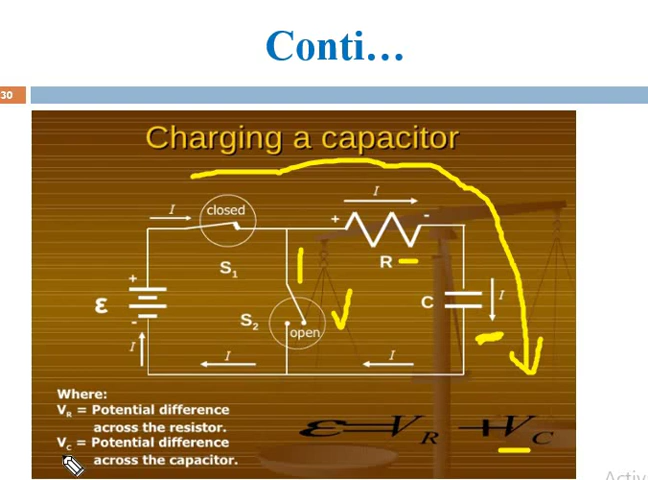 Conti…
30
Charging a capacitor
I
closed
I
+
-
S₁
R
+
ε
-
C
I
S₂
open
I
I
I
Where:
V_R = Potential difference
across the resistor.
V_C = Potential difference
across the capacitor.
ε=V_R +V_C
Activ